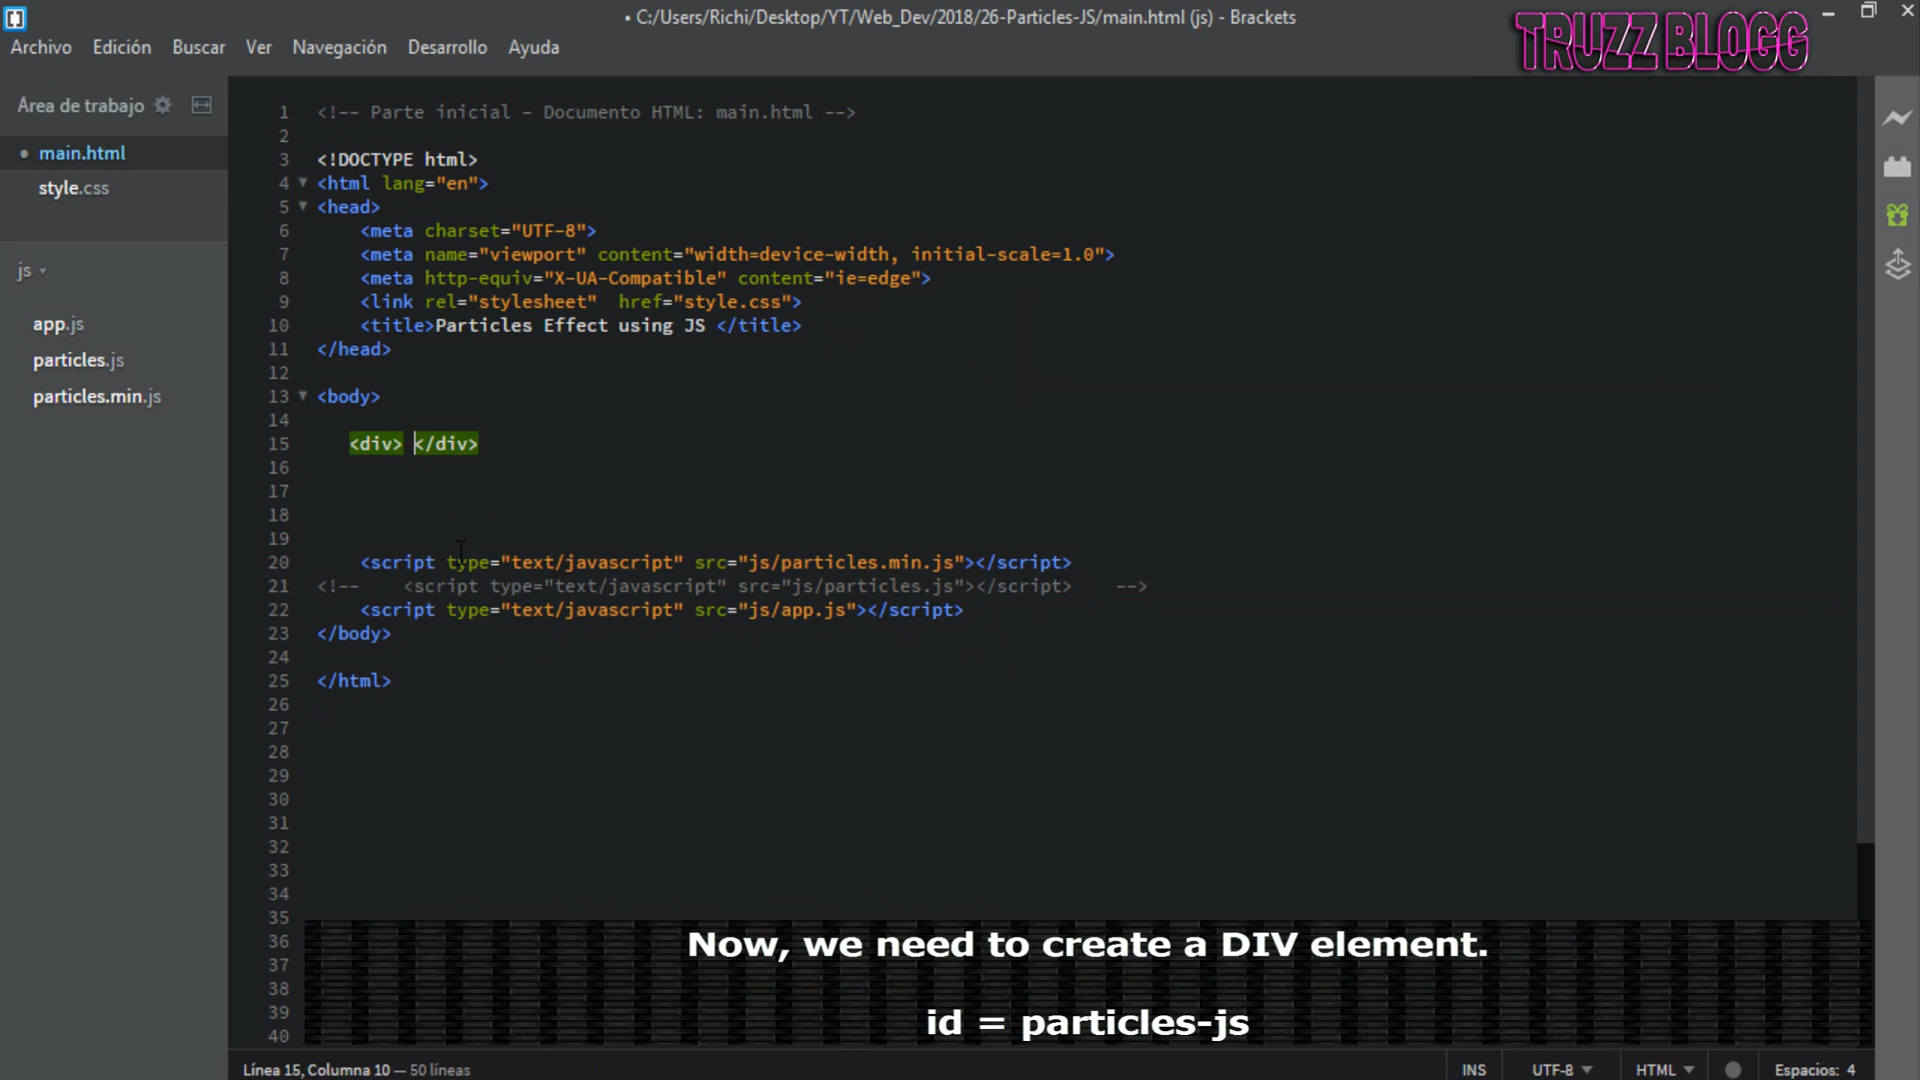 • C:/Users/Richi/Desktop/YT/Web_Dev/2018/26-Particles-JS/main.html (js) - Brackets
Archivo Edición Buscar Ver Navegación Desarrollo Ayuda
TRUZZ BLOGG
Área de trabajo
• main.html
style.css
js
app.js
particles.js
particles.min.js
1 <!-- Parte inicial - Documento HTML: main.html -->
2
3 <!DOCTYPE html>
4 <html lang="en">
5 <head>
6 <meta charset="UTF-8">
7 <meta name="viewport" content="width=device-width, initial-scale=1.0">
8 <meta http-equiv="X-UA-Compatible" content="ie=edge">
9 <link rel="stylesheet"  href="style.css">
10 <title>Particles Effect using JS </title>
11 </head>
12
13 <body>
14
15 <div> </div>
16
17
18
19
20 <script type="text/javascript" src="js/particles.min.js"></script>
21 <!--    <script type="text/javascript" src="js/particles.js"></script>    -->
22 <script type="text/javascript" src="js/app.js"></script>
23 </body>
24
25 </html>
26
27
28
29
30
31
32
33
34
35
36
37
38
39
40
Now, we need to create a DIV element.
id = particles-js
Línea 15, Columna 10 — 50 líneas
INS UTF-8 HTML Espacios: 4